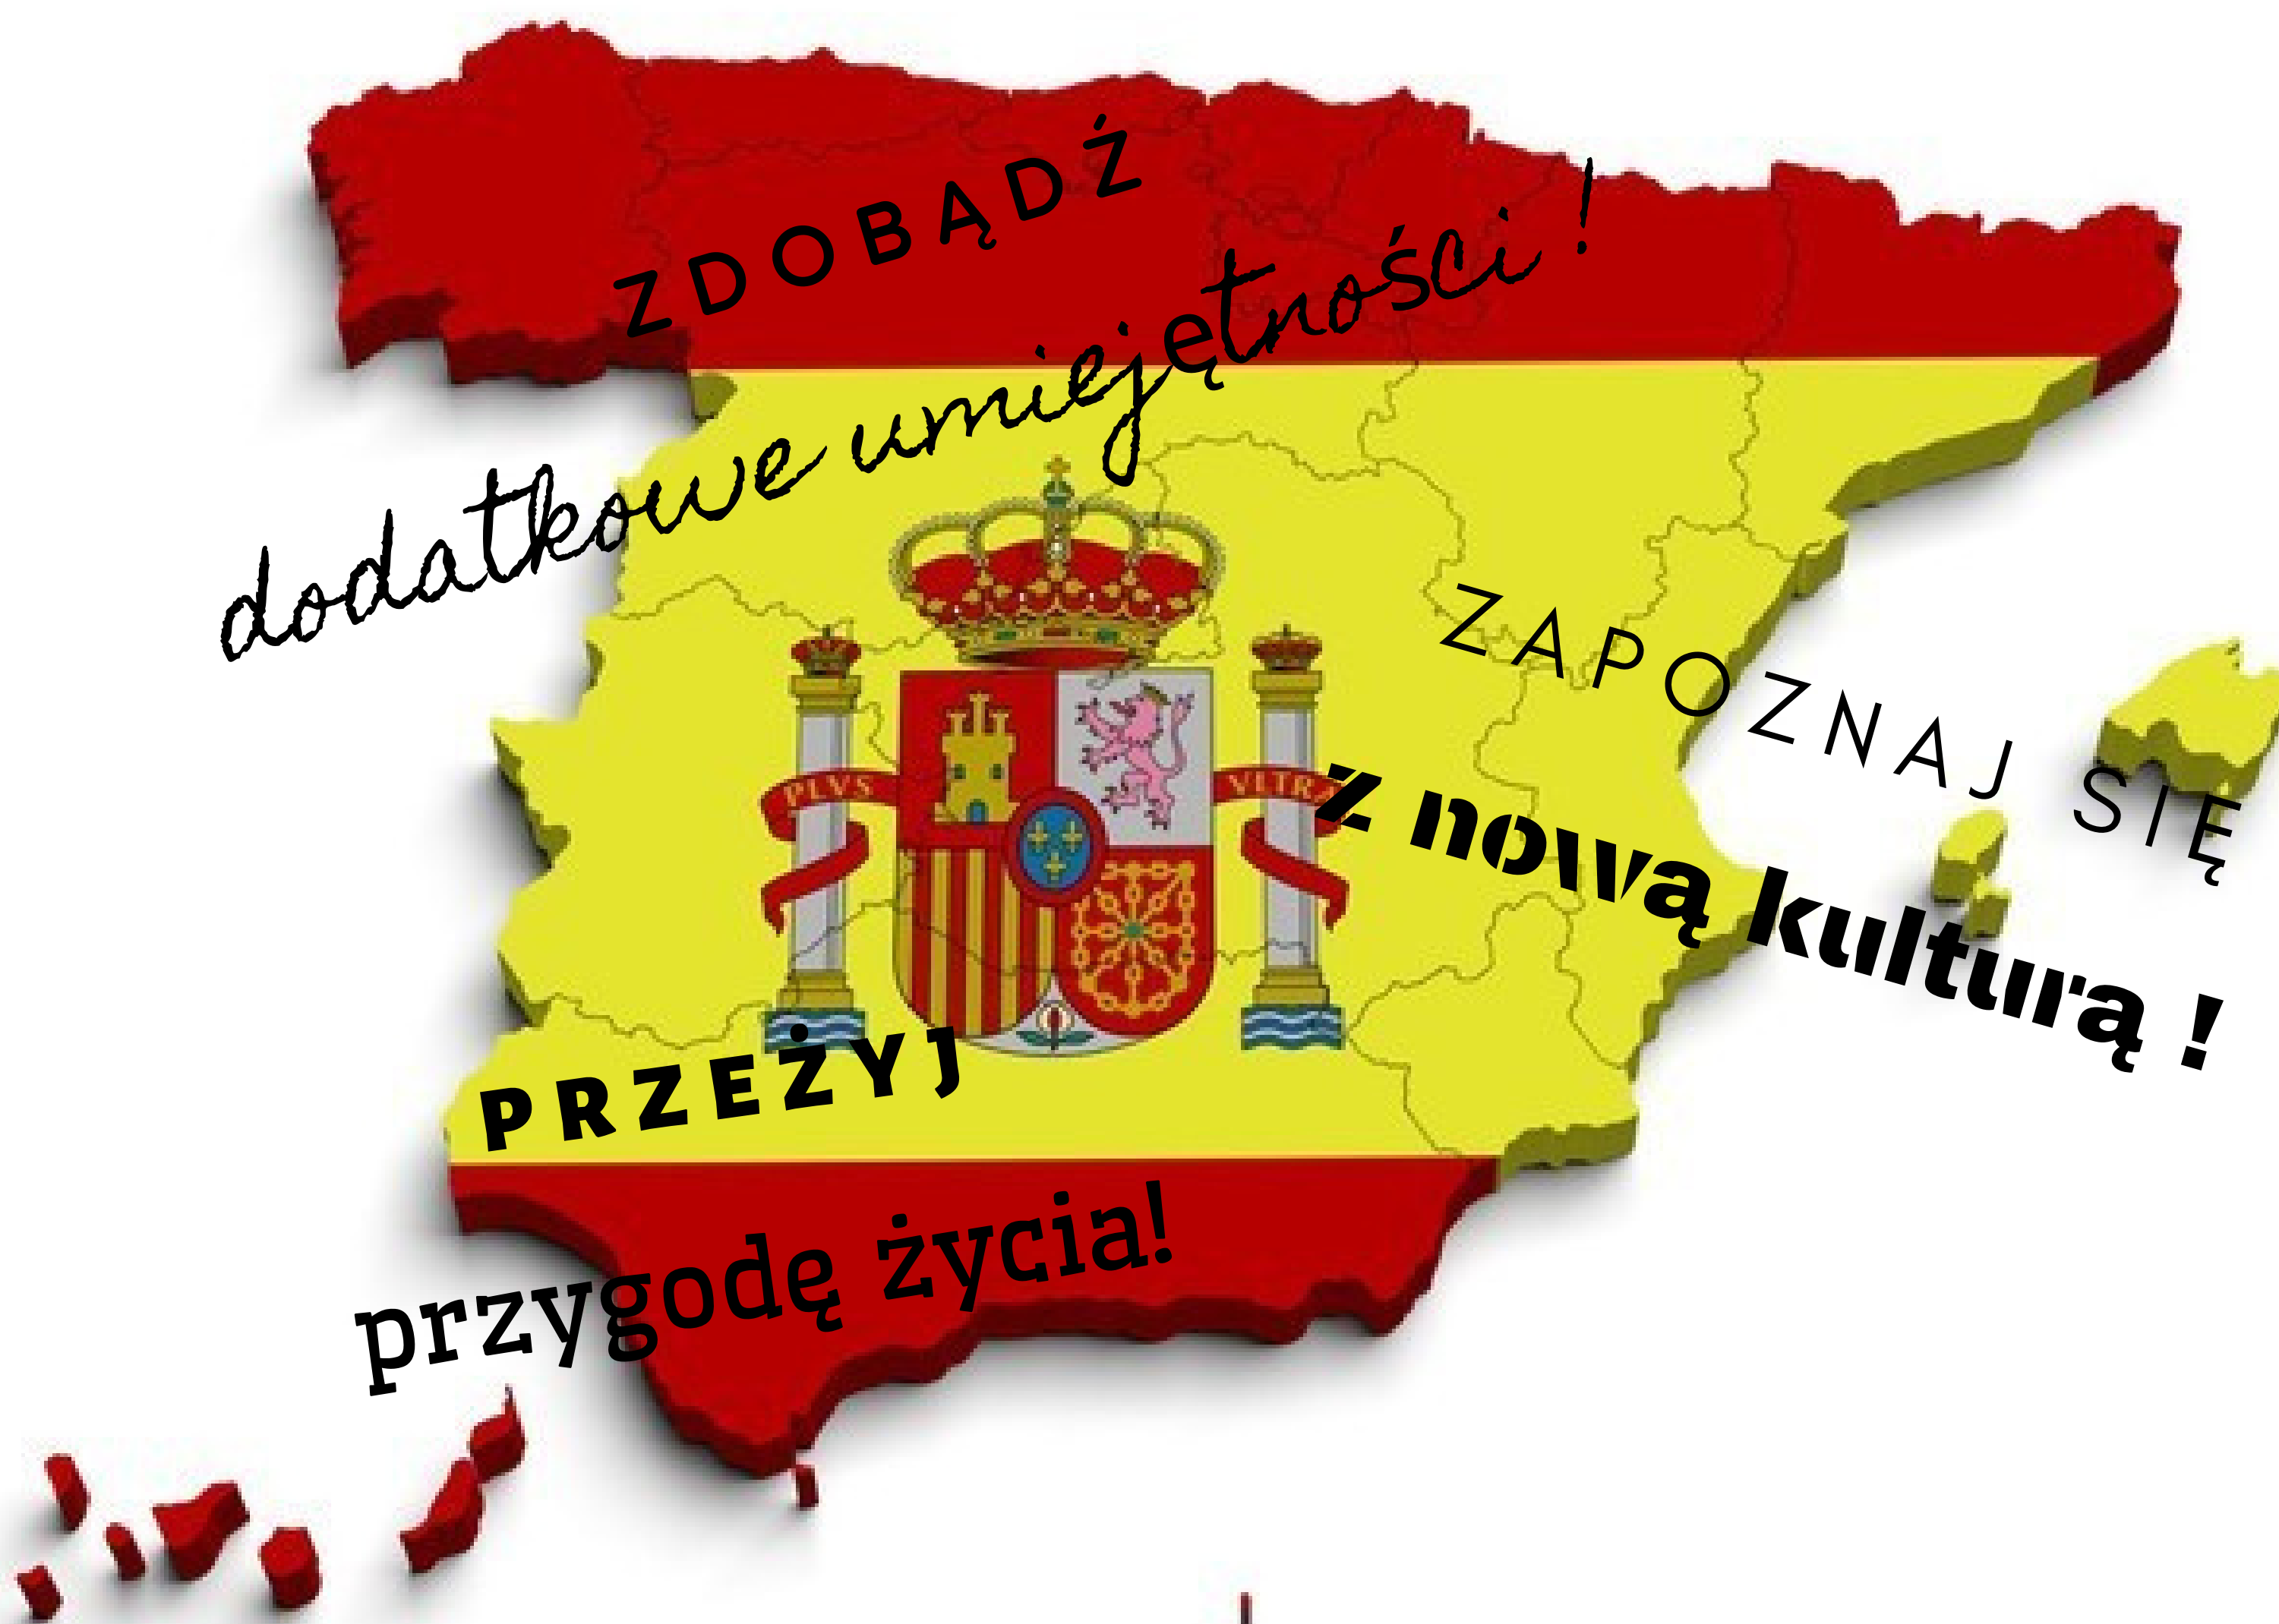 ZDOBĄDŹ
dodatkowe umiejętności !
ZAPOZNAJ SIĘ
z nową kulturą !
PLVS VLTRA
PRZEŻYJ
przygodę życia!